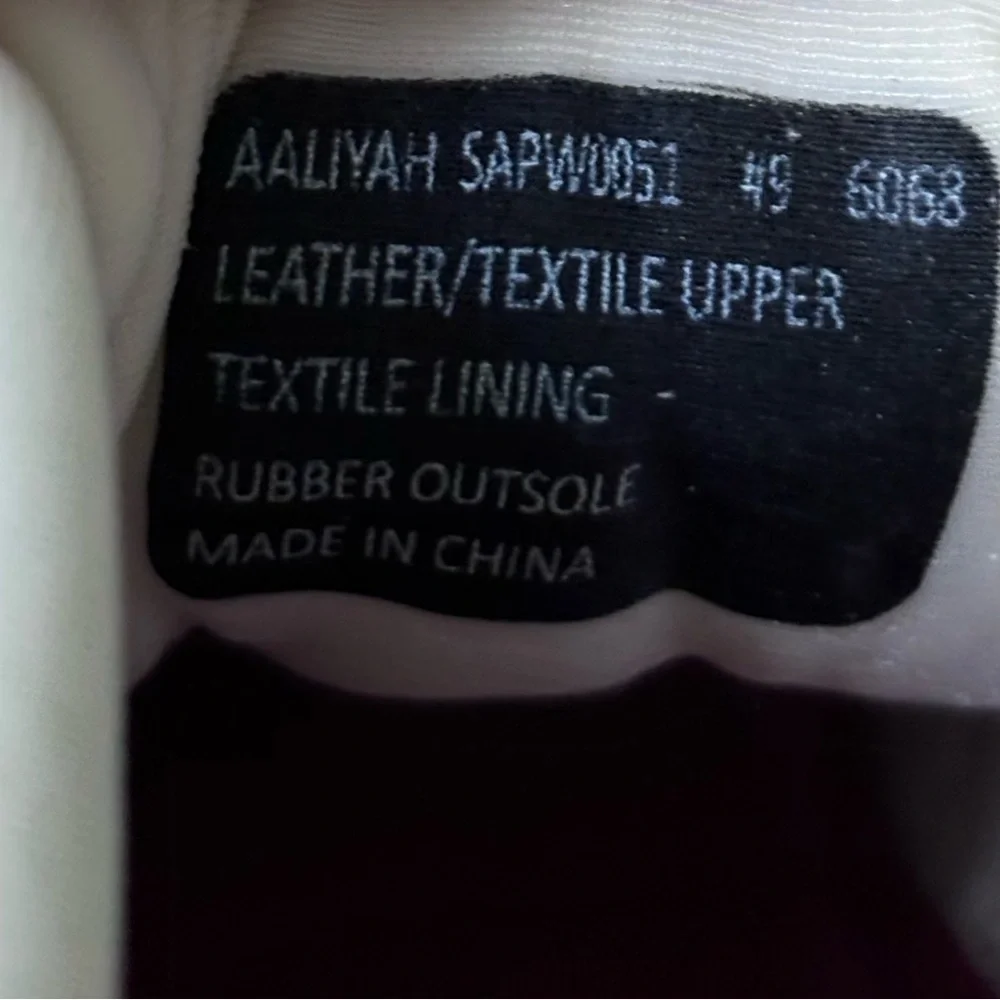 AALIYAH SAPW0051 #9 6068
LEATHER/TEXTILE UPPER
TEXTILE LINING
RUBBER OUTSOLE
MADE IN CHINA